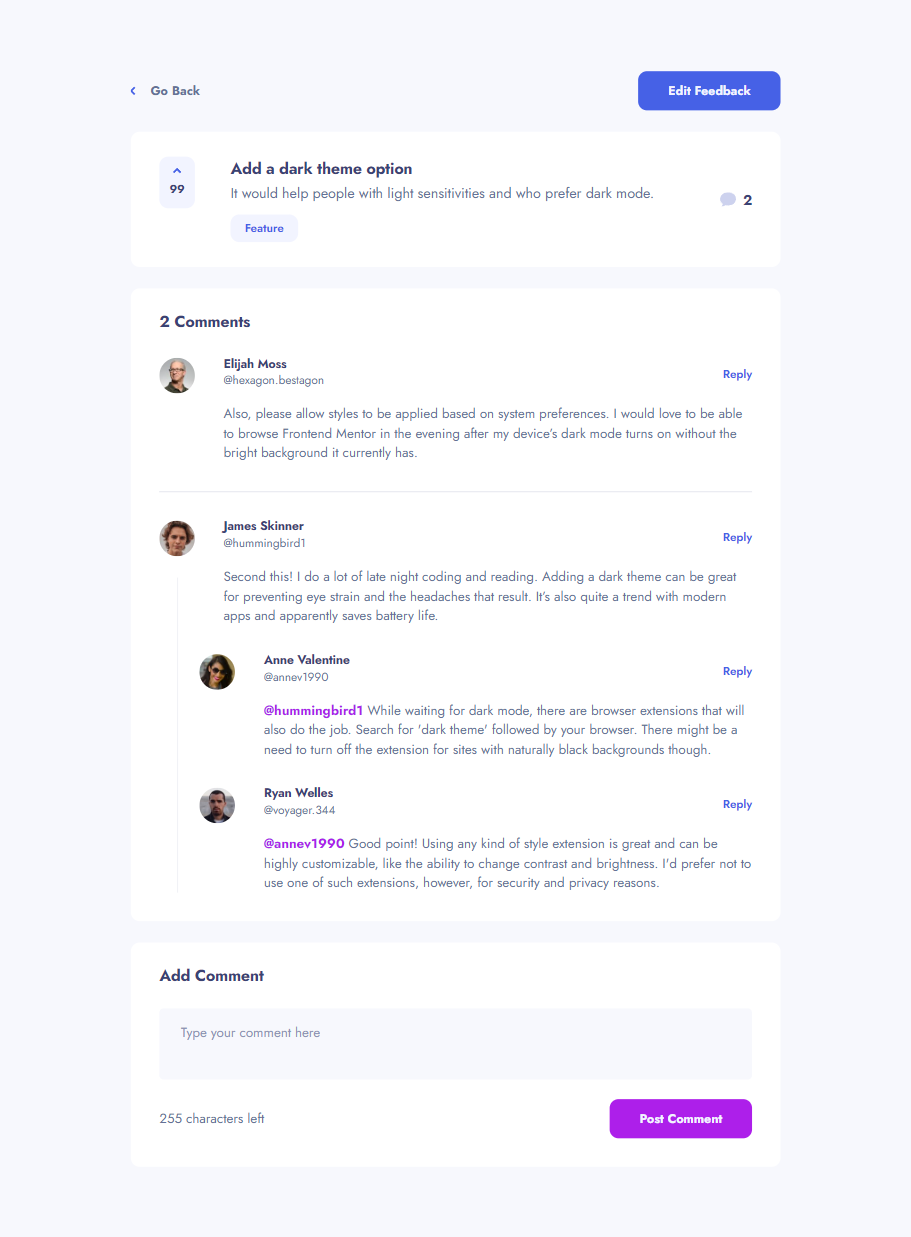 Go Back
Edit Feedback
99
Add a dark theme option
It would help people with light sensitivities and who prefer dark mode.
2
Feature
2 Comments
Elijah Moss
@hexagon.bestagon
Reply
Also, please allow styles to be applied based on system preferences. I would love to be able
to browse Frontend Mentor in the evening after my device’s dark mode turns on without the
bright background it currently has.
James Skinner
@hummingbird1
Reply
Second this! I do a lot of late night coding and reading. Adding a dark theme can be great
for preventing eye strain and the headaches that result. It’s also quite a trend with modern
apps and apparently saves battery life.
Anne Valentine
@annev1990
Reply
@hummingbird1 While waiting for dark mode, there are browser extensions that will
also do the job. Search for 'dark theme' followed by your browser. There might be a
need to turn off the extension for sites with naturally black backgrounds though.
Ryan Welles
@voyager.344
Reply
@annev1990 Good point! Using any kind of style extension is great and can be
highly customizable, like the ability to change contrast and brightness. I'd prefer not to
use one of such extensions, however, for security and privacy reasons.
Add Comment
Type your comment here
255 characters left
Post Comment